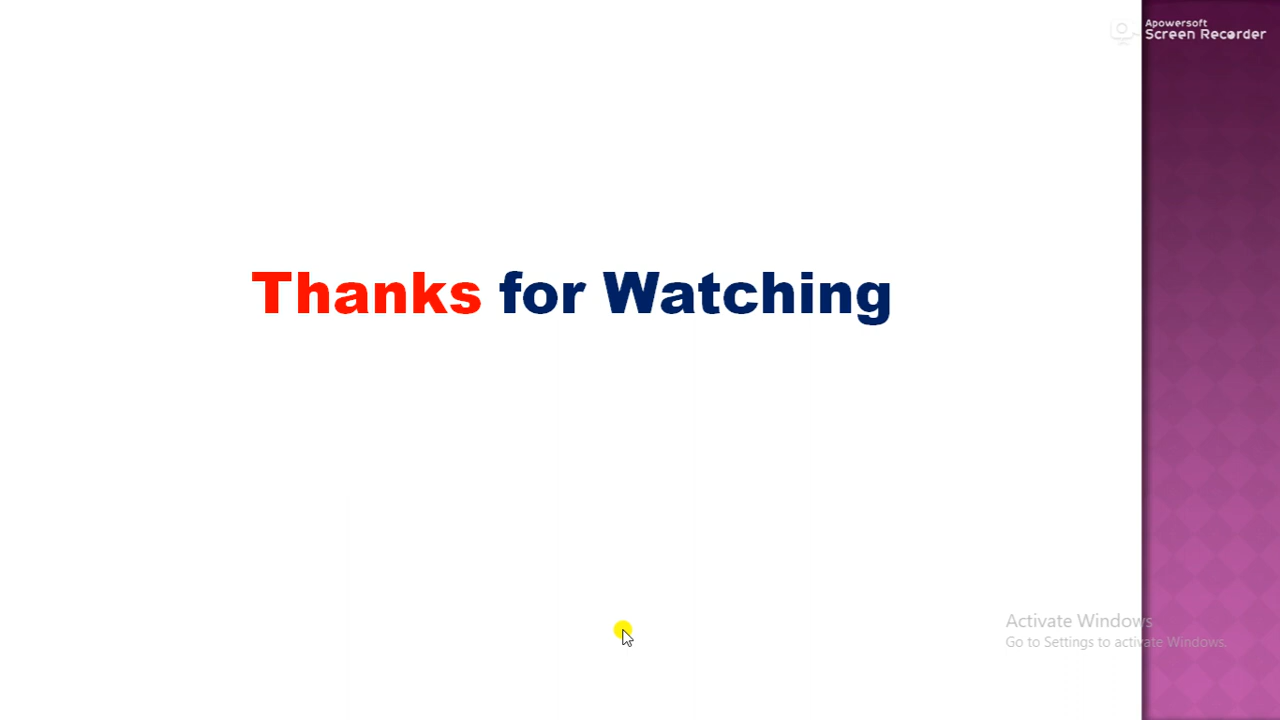 Apowersoft
Screen Recorder
Thanks for Watching
Activate Windows
Go to Settings to activate Windows.